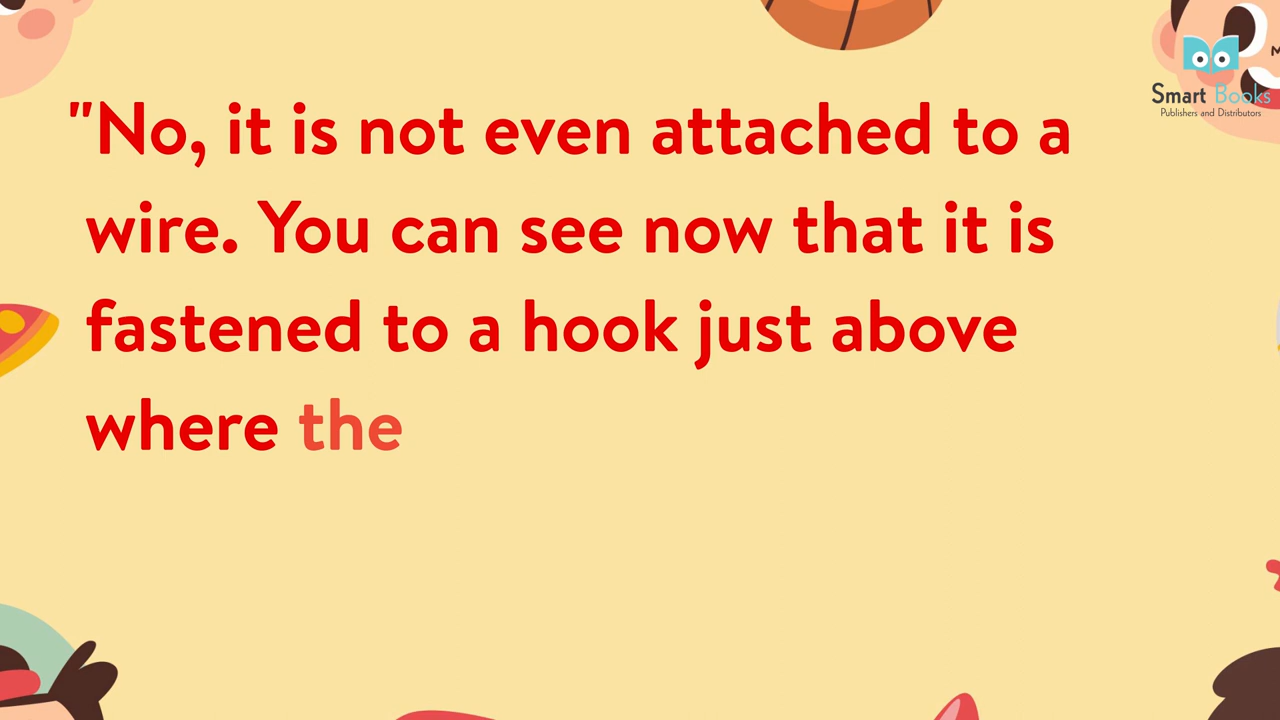 "No, it is not even attached to a
wire. You can see now that it is
fastened to a hook just above
where the
Smart Books
Publishers and Distributors